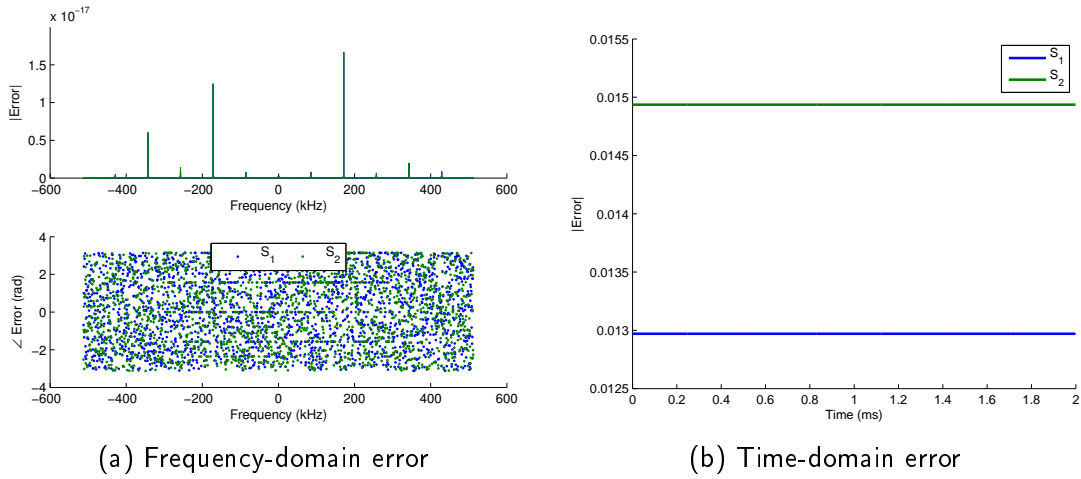 x 10⁻¹⁷
1.5
1
0.5
0
|Error|
−600 −400 −200 0 200 400 600
Frequency (kHz)
4
2
0
−2
−4
∠ Error (rad)
S₁ S₂
−600 −400 −200 0 200 400 600
Frequency (kHz)
(a) Frequency-domain error
0.0155
0.015
0.0145
0.014
0.0135
0.013
0.0125
|Error|
S₁
S₂
0 0.2 0.4 0.6 0.8 1 1.2 1.4 1.6 1.8 2
Time (ms)
(b) Time-domain error